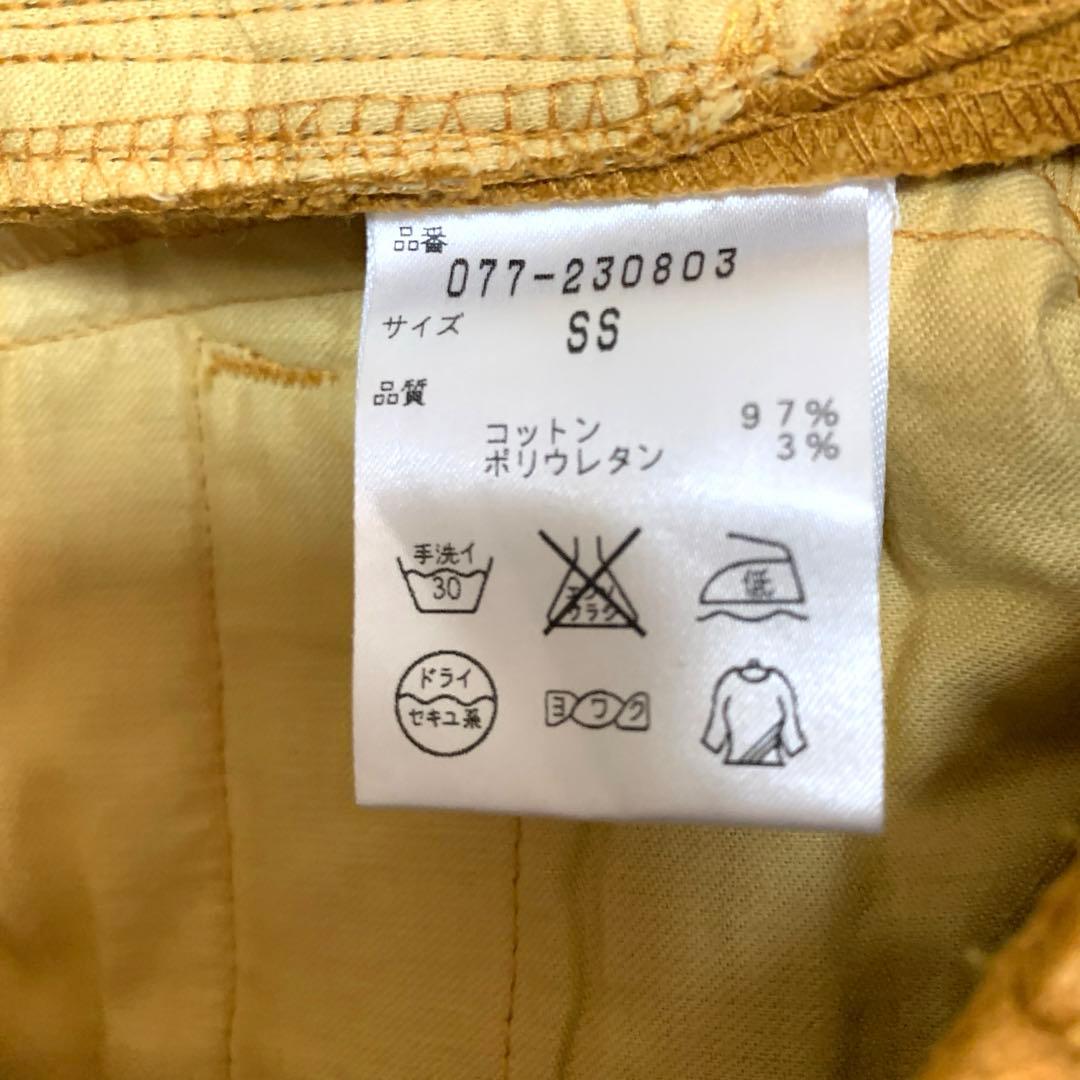 品番
077-230803
サイズ SS
品質
コットン 97%
ポリウレタン 3%
手洗イ
30
エンソ
サラシ
低
ドライ
セキユ系
ヨワク